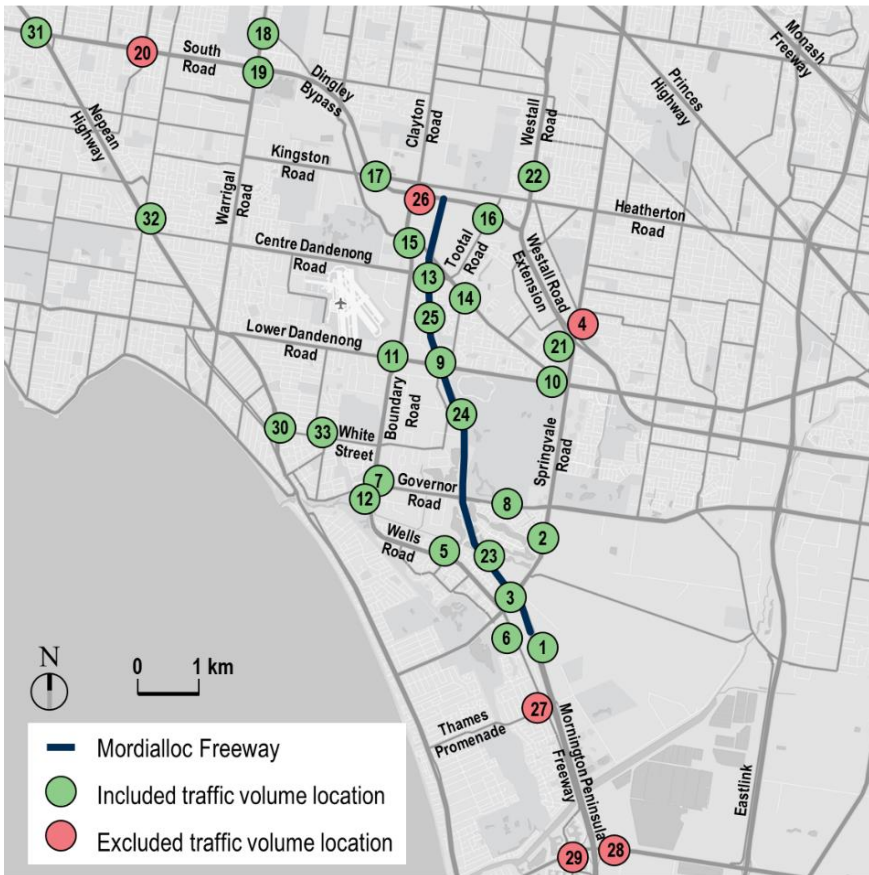 31
20
18
19
South
Road
Dingley
Bypass
Clayton
Road
Westall
Road
Princes
Highway
Monash
Freeway
Nepean
Highway
Warrigal
Road
Kingston
Road
17
26
22
16
Heatherton
Road
32
15
Tootal
Road
Centre Dandenong
Road
13
14
Westall Road
Extension
25
4
21
Lower Dandenong
Road
11
9
10
Boundary
Road
24
30
33
White
Street
Springvale
Road
7
12
Governor
Road
8
2
Wells
Road
5
23
3
6
1
N
0 1 km
27
Thames
Promenade
Mornington Peninsula
Freeway
Eastlink
29
28
Mordialloc Freeway
Included traffic volume location
Excluded traffic volume location